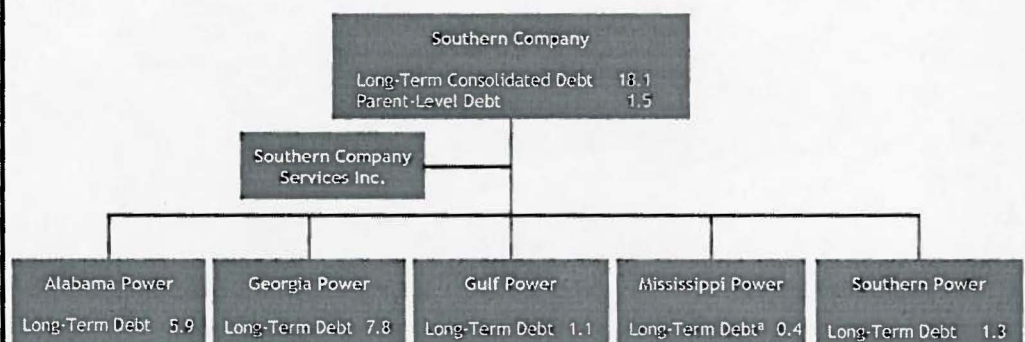 Southern Company
Long-Term Consolidated Debt 18.1
Parent-Level Debt 1.5
Southern Company
Services Inc.
Alabama Power
Long-Term Debt 5.9
Georgia Power
Long-Term Debt 7.8
Gulf Power
Long-Term Debt 1.1
Mississippi Power
Long-Term Debtª 0.4
Southern Power
Long-Term Debt 1.3